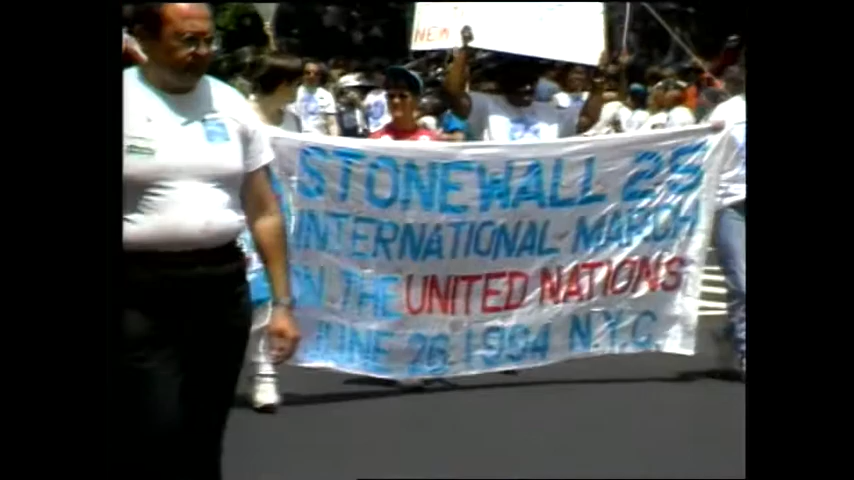 NEW
STONEWALL 25
INTERNATIONAL MARCH
ON THE UNITED NATIONS
JUNE 26, 1994 N.Y.C.